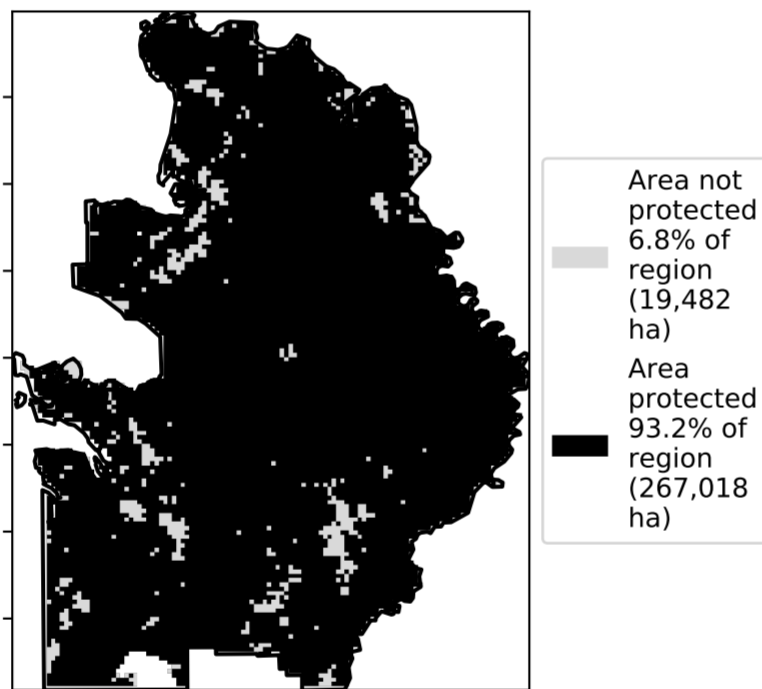 Area not
protected
6.8% of
region
(19,482
ha)
Area
protected
93.2% of
region
(267,018
ha)